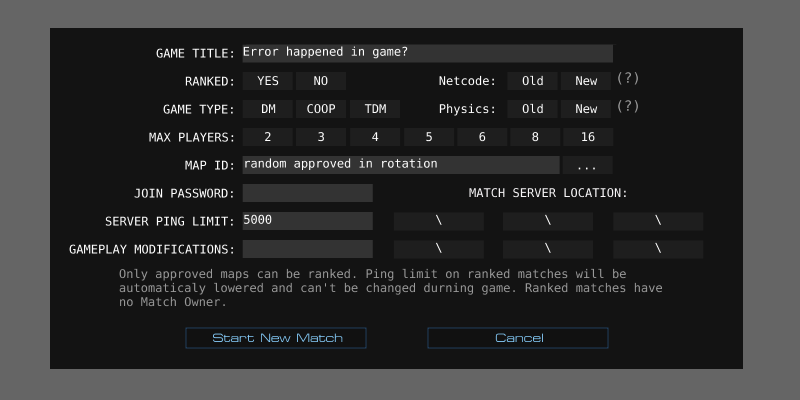 GAME TITLE: Error happened in game?
RANKED: YES NO Netcode: Old New (?)
GAME TYPE: DM COOP TDM Physics: Old New (?)
MAX PLAYERS: 2 3 4 5 6 8 16
MAP ID: random approved in rotation ...
JOIN PASSWORD: MATCH SERVER LOCATION:
SERVER PING LIMIT: 5000 \ \ \
GAMEPLAY MODIFICATIONS: \ \ \
Only approved maps can be ranked. Ping limit on ranked matches will be
automaticaly lowered and can't be changed durning game. Ranked matches have
no Match Owner.
Start New Match Cancel